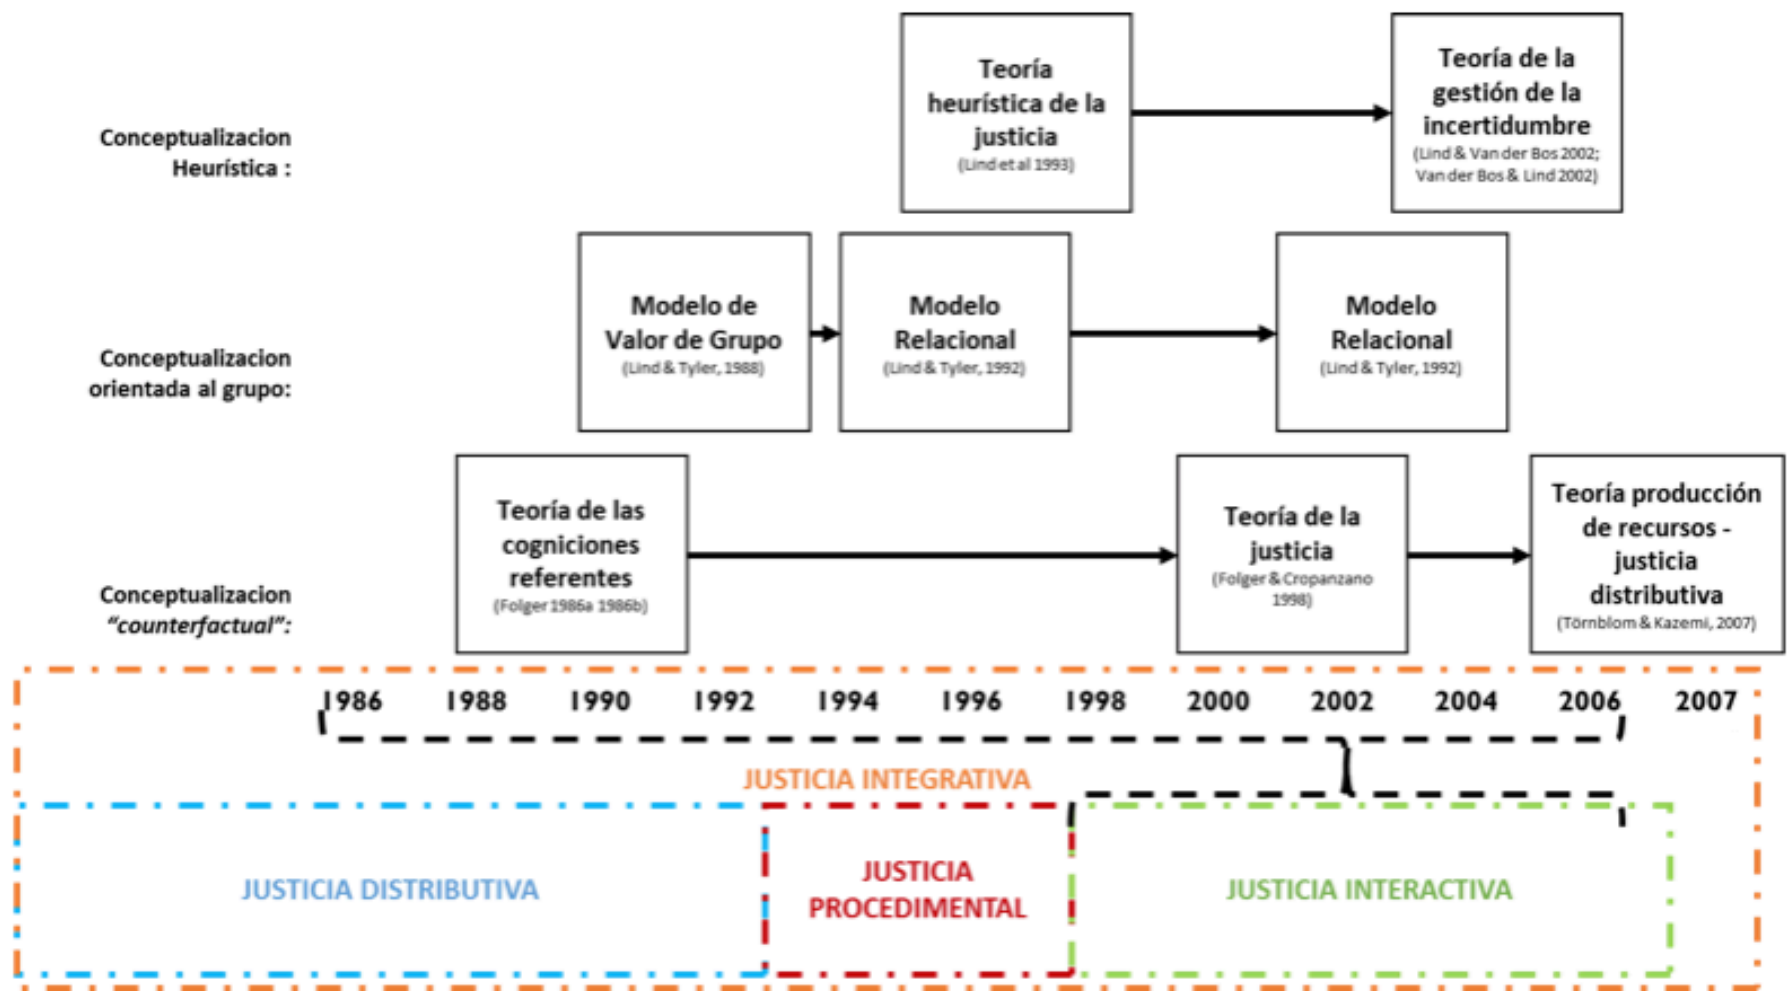 Conceptualizacion
Heurística :
Teoría
heurística de la
justicia
(Lind et al 1993)
Teoría de la
gestión de la
incertidumbre
(Lind & Van der Bos 2002;
Van der Bos & Lind 2002)
Conceptualizacion
orientada al grupo:
Modelo de
Valor de Grupo
(Lind & Tyler, 1988)
Modelo
Relacional
(Lind & Tyler, 1992)
Modelo
Relacional
(Lind & Tyler, 1992)
Conceptualizacion
“counterfactual”:
Teoría de las
cogniciones
referentes
(Folger 1986a 1986b)
Teoría de la
justicia
(Folger & Cropanzano
1998)
Teoría producción
de recursos -
justicia
distributiva
(Törnblom & Kazemi, 2007)
1986 1988 1990 1992 1994 1996 1998 2000 2002 2004 2006 2007
JUSTICIA INTEGRATIVA
JUSTICIA DISTRIBUTIVA
JUSTICIA
PROCEDIMENTAL
JUSTICIA INTERACTIVA